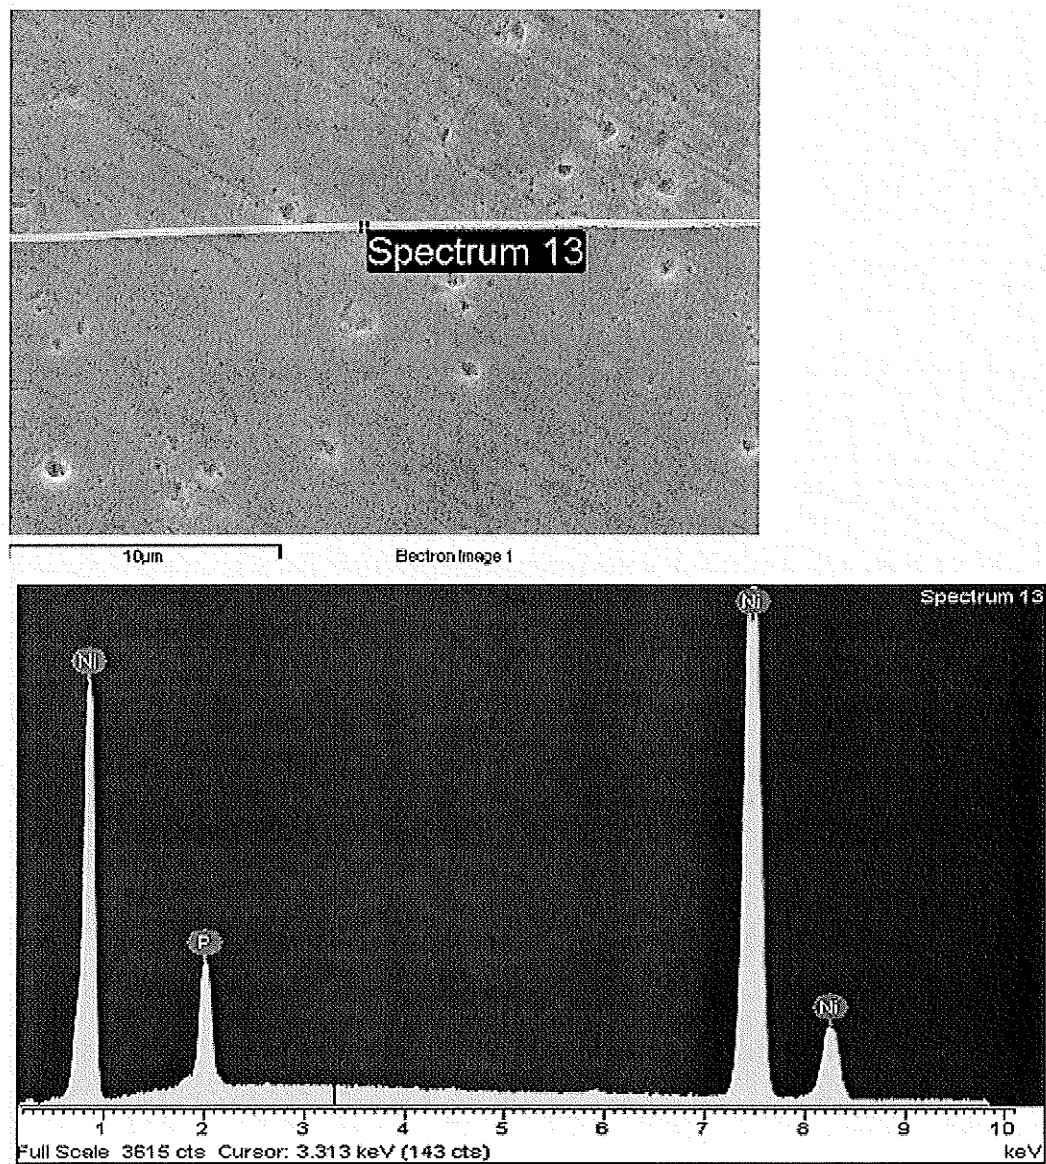 Spectrum 13
10µm
Electron Image 1
Spectrum 13
Ni
Ni
P
Ni
1 2 3 4 5 6 7 8 9 10
Full Scale 3615 cts Cursor: 3.313 keV (143 cts)
keV